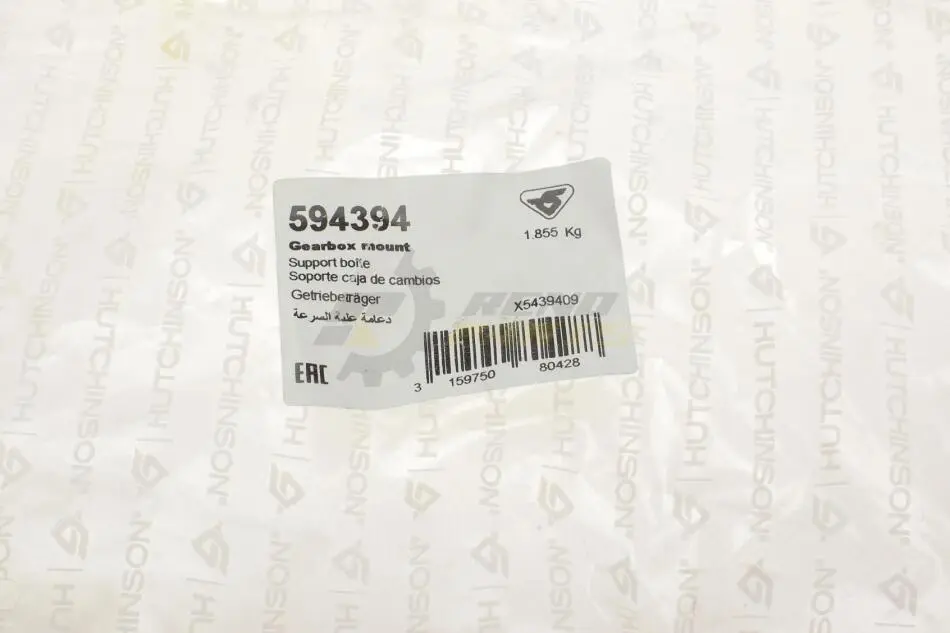 594394
Gearbox mount
Support boîte
Soporte caja de cambios
Getriebeträger
دعامة علبة السرعة
1.855 Kg
X5439409
3 159750 80428
EAC
HUTCHINSON